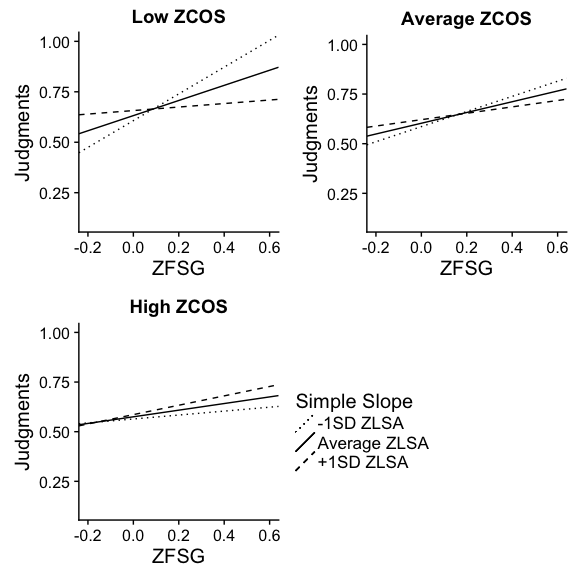 Low ZCOS
Average ZCOS
Judgments
1.00
0.75
0.50
0.25
-0.2 0.0 0.2 0.4 0.6
ZFSG
Judgments
1.00
0.75
0.50
0.25
-0.2 0.0 0.2 0.4 0.6
ZFSG
High ZCOS
Judgments
1.00
0.75
0.50
0.25
-0.2 0.0 0.2 0.4 0.6
ZFSG
Simple Slope
-1SD ZLSA
Average ZLSA
+1SD ZLSA